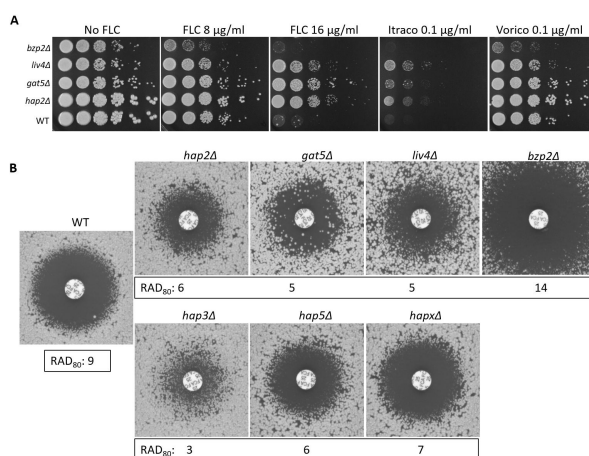 A
No FLC FLC 8 µg/ml FLC 16 µg/ml Itraco 0.1 µg/ml Vorico 0.1 µg/ml
bzp2Δ
liv4Δ
gat5Δ
hap2Δ
WT
B
hap2Δ gat5Δ liv4Δ bzp2Δ
WT
RAD80: 6 5 5 14
hap3Δ hap5Δ hapxΔ
RAD80: 9
RAD80: 3 6 7